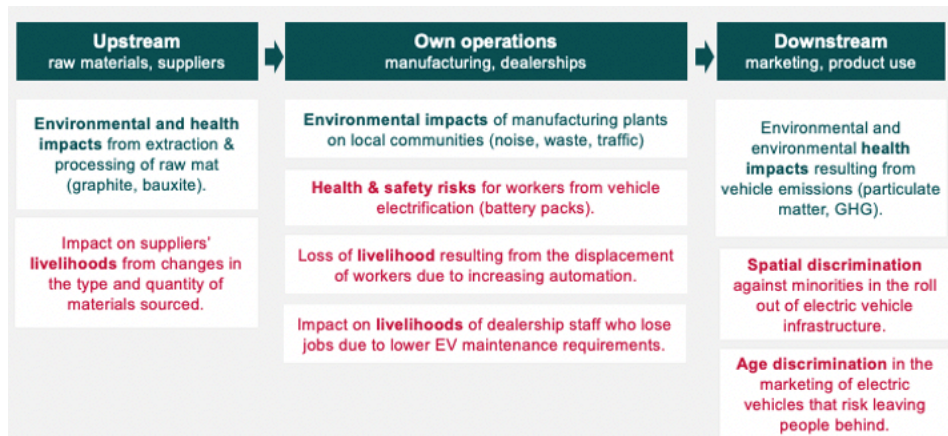 Upstream
raw materials, suppliers
Own operations
manufacturing, dealerships
Downstream
marketing, product use
Environmental and health
impacts from extraction &
processing of raw mat
(graphite, bauxite).
Impact on suppliers'
livelihoods from changes in
the type and quantity of
materials sourced.
Environmental impacts of manufacturing plants
on local communities (noise, waste, traffic)
Health & safety risks for workers from vehicle
electrification (battery packs).
Loss of livelihood resulting from the displacement
of workers due to increasing automation.
Impact on livelihoods of dealership staff who lose
jobs due to lower EV maintenance requirements.
Environmental and
environmental health
impacts resulting from
vehicle emissions (particulate
matter, GHG).
Spatial discrimination
against minorities in the roll
out of electric vehicle
infrastructure.
Age discrimination in the
marketing of electric
vehicles that risk leaving
people behind.